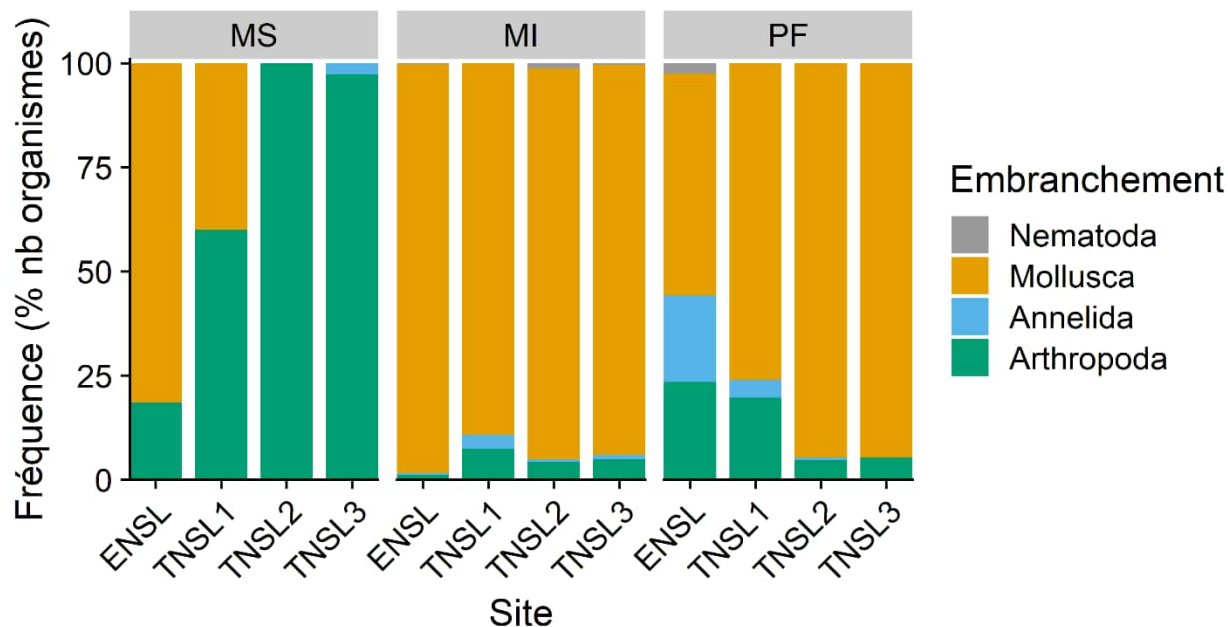 MS MI PF
Fréquence (% nb organismes)
100
75
50
25
0
ENSL TNSL1 TNSL2 TNSL3 ENSL TNSL1 TNSL2 TNSL3 ENSL TNSL1 TNSL2 TNSL3
Site
Embranchement
Nematoda
Mollusca
Annelida
Arthropoda